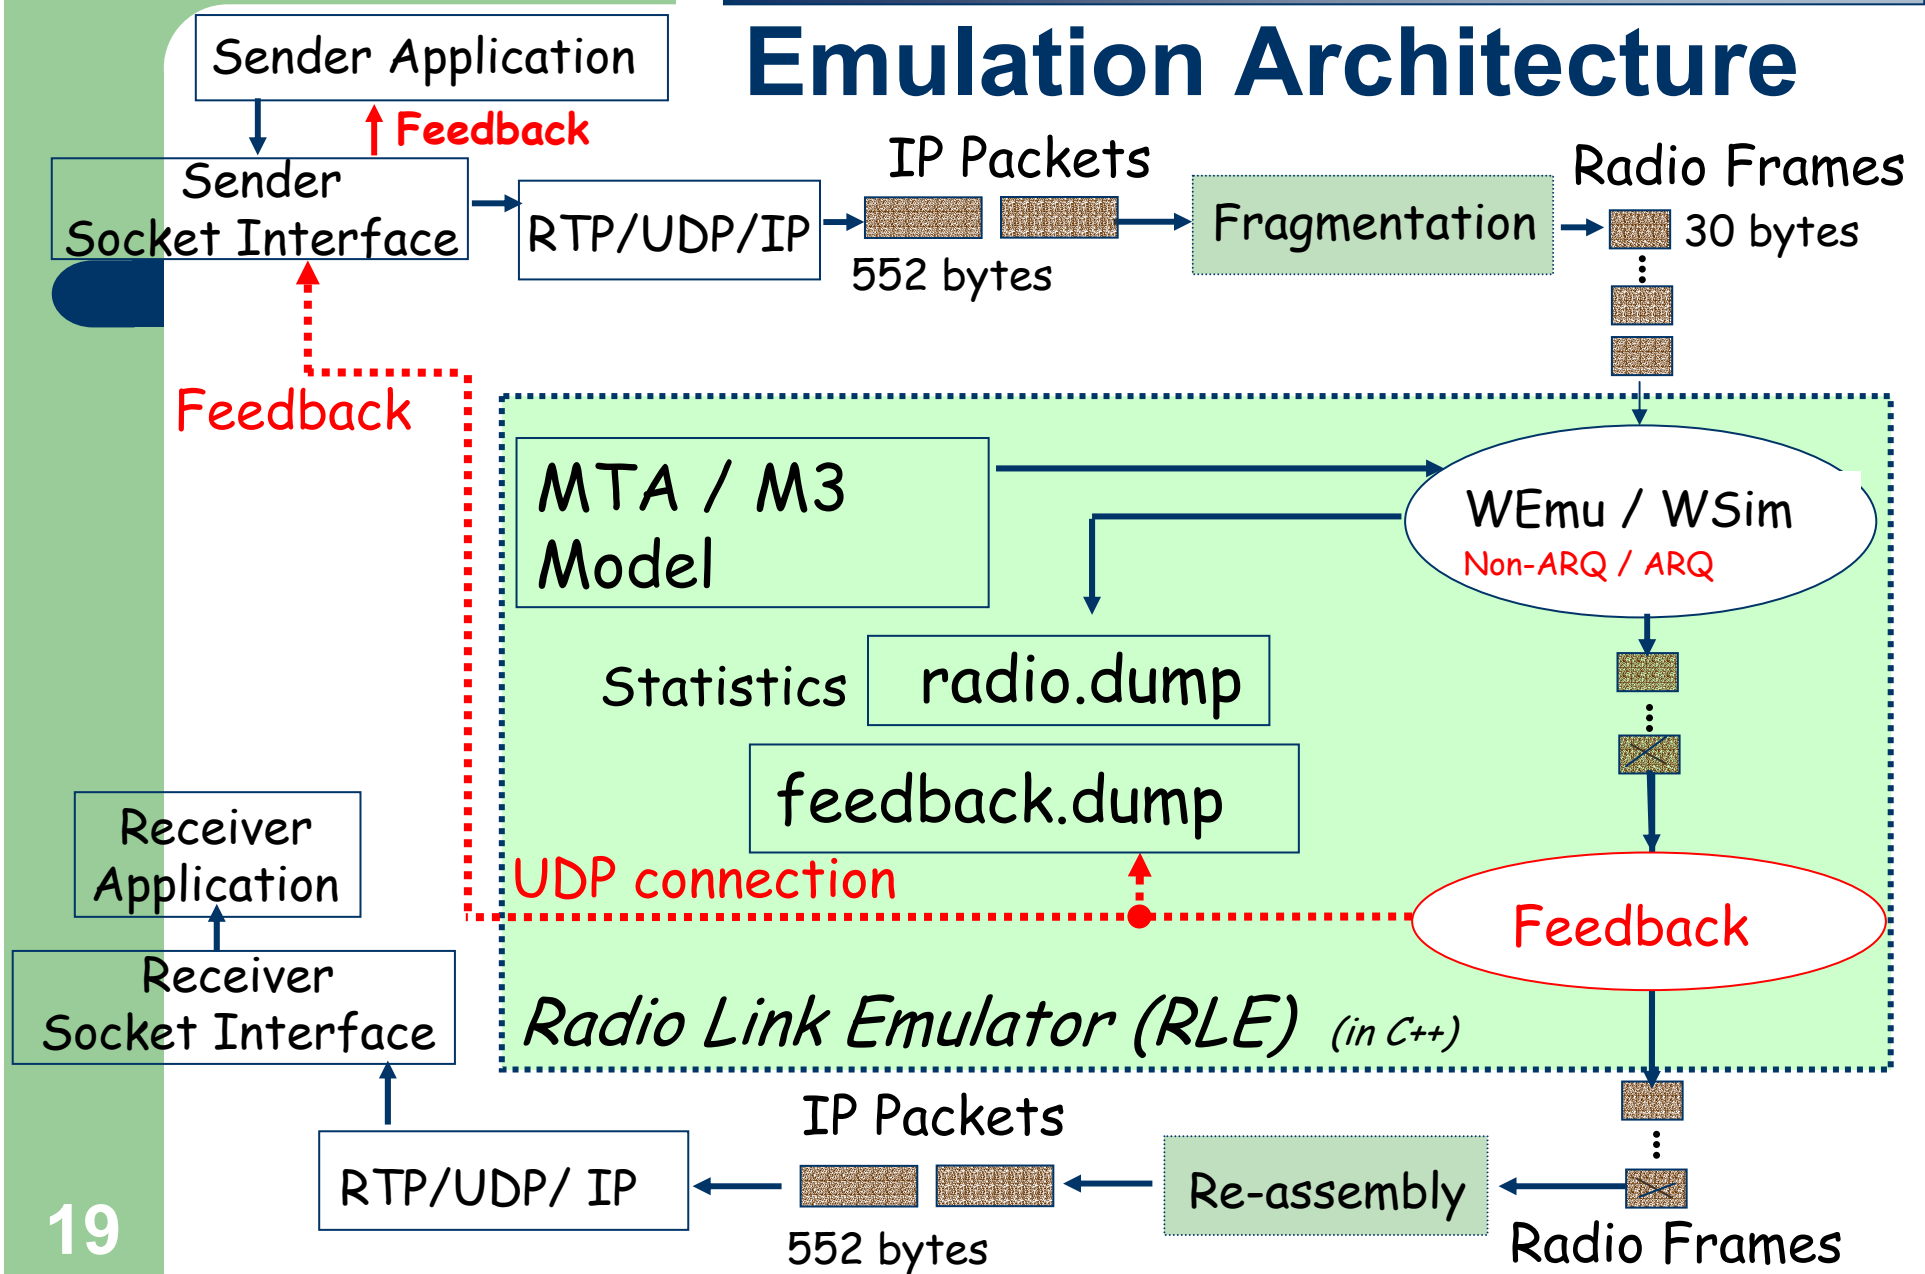 Emulation Architecture
Sender Application
Feedback
Sender
Socket Interface
RTP/UDP/IP
IP Packets
552 bytes
Fragmentation
Radio Frames
30 bytes
Feedback
MTA / M3
Model
WEmu / WSim
Non-ARQ / ARQ
Statistics
radio.dump
feedback.dump
UDP connection
Feedback
Radio Link Emulator (RLE) (in C++)
Receiver
Application
Receiver
Socket Interface
RTP/UDP/ IP
IP Packets
552 bytes
Re-assembly
Radio Frames
19